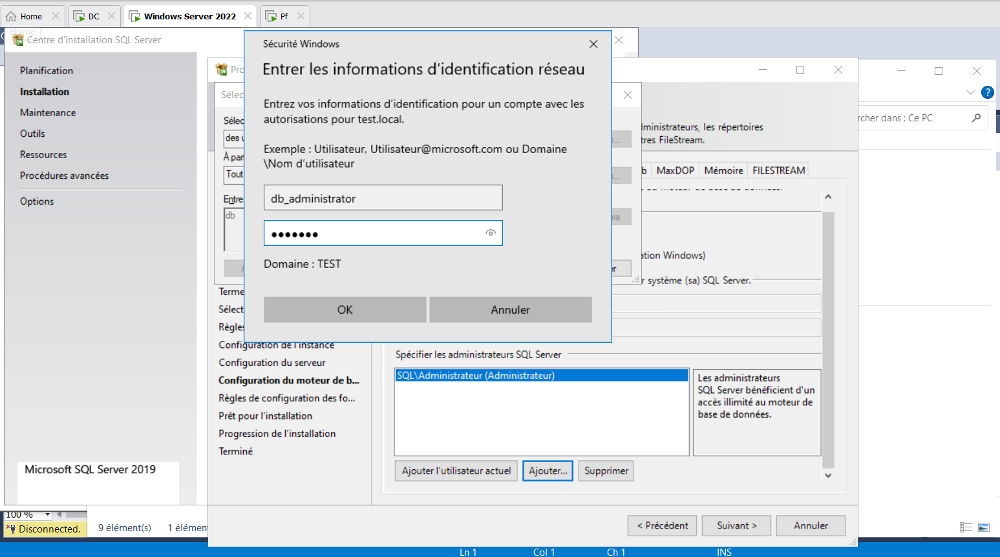 Home
DC
Windows Server 2022
Pf
Home
Centre d'installation SQL Server
Planification
Installation
Maintenance
Outils
Ressources
Procédures avancées
Options
Microsoft SQL Server 2019
Sécurité Windows
Entrer les informations d’identification réseau
Entrez vos informations d’identification pour un compte avec les
autorisations pour test.local.
Exemple : Utilisateur, Utilisateur@microsoft.com ou Domaine
\Nom d’utilisateur
db_administrator
●●●●●●●
Domaine : TEST
OK
Annuler
Pro
Sélec
Sélec
des u
À par
Tout
Entre
db
Terme
Sélect
Règles
Configuration de l'instance
Configuration du serveur
Configuration du moteur de b...
Règles de configuration des fo...
Prêt pour l'installation
Progression de l'installation
Terminé
dministrateurs, les répertoires
tres FileStream.
b
MaxDOP
Mémoire
FILESTREAM
ation Windows)
r système (sa) SQL Server.
Spécifier les administrateurs SQL Server
SQL\Administrateur (Administrateur)
Les administrateurs
SQL Server bénéficient d'un
accès illimité au moteur de
base de données.
Ajouter l'utilisateur actuel
Ajouter...
Supprimer
< Précédent
Suivant >
Annuler
rcher dans : Ce PC
100 %
Disconnected.
9 élément(s)
1 élémen
Ln 1
Col 1
Ch 1
INS